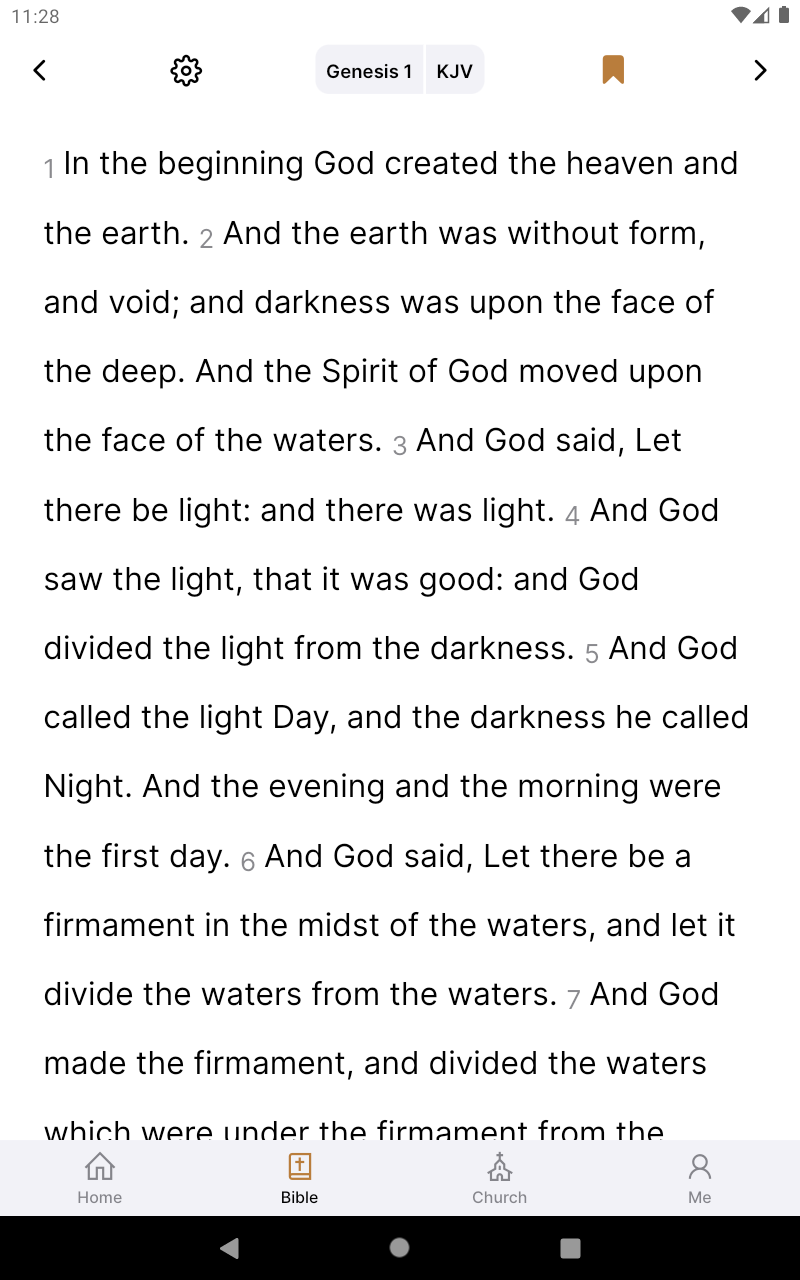 11:28
Genesis 1 KJV
1 In the beginning God created the heaven and
the earth. 2 And the earth was without form,
and void; and darkness was upon the face of
the deep. And the Spirit of God moved upon
the face of the waters. 3 And God said, Let
there be light: and there was light. 4 And God
saw the light, that it was good: and God
divided the light from the darkness. 5 And God
called the light Day, and the darkness he called
Night. And the evening and the morning were
the first day. 6 And God said, Let there be a
firmament in the midst of the waters, and let it
divide the waters from the waters. 7 And God
made the firmament, and divided the waters
which were under the firmament from the
Home Bible Church Me